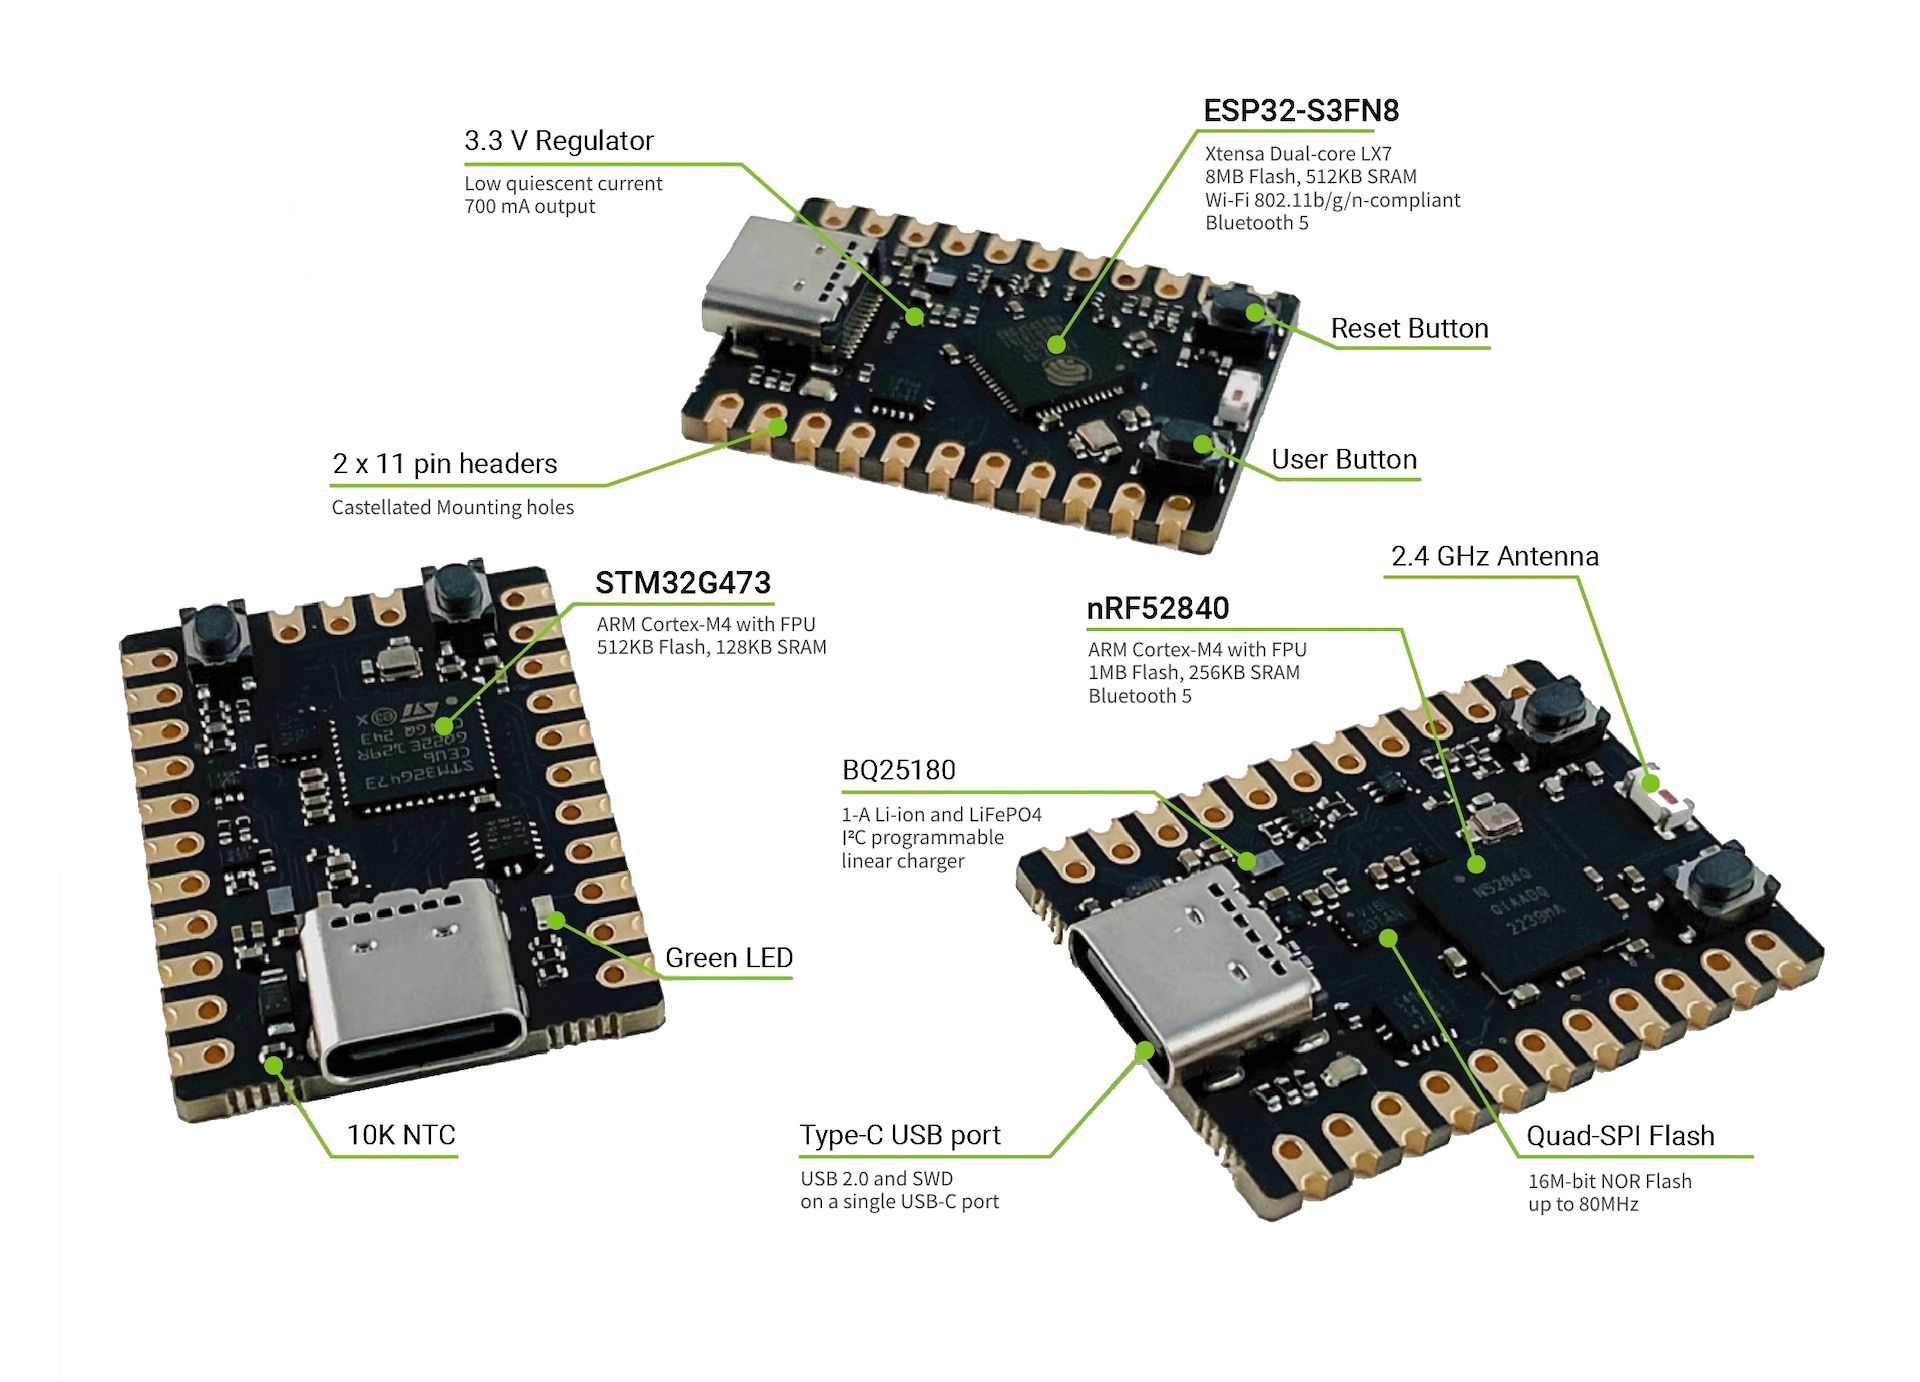 3.3 V Regulator
Low quiescent current
700 mA output
ESP32-S3FN8
Xtensa Dual-core LX7
8MB Flash, 512KB SRAM
Wi-Fi 802.11b/g/n-compliant
Bluetooth 5
Reset Button
User Button
2 x 11 pin headers
Castellated Mounting holes
STM32G473
ARM Cortex-M4 with FPU
512KB Flash, 128KB SRAM
2.4 GHz Antenna
nRF52840
ARM Cortex-M4 with FPU
1MB Flash, 256KB SRAM
Bluetooth 5
BQ25180
1-A Li-ion and LiFePO4
I²C programmable
linear charger
STM32G473
CEU6
N52840
QIAADQ
2238MA
Green LED
10K NTC
Type-C USB port
USB 2.0 and SWD
on a single USB-C port
Quad-SPI Flash
16M-bit NOR Flash
up to 80MHz